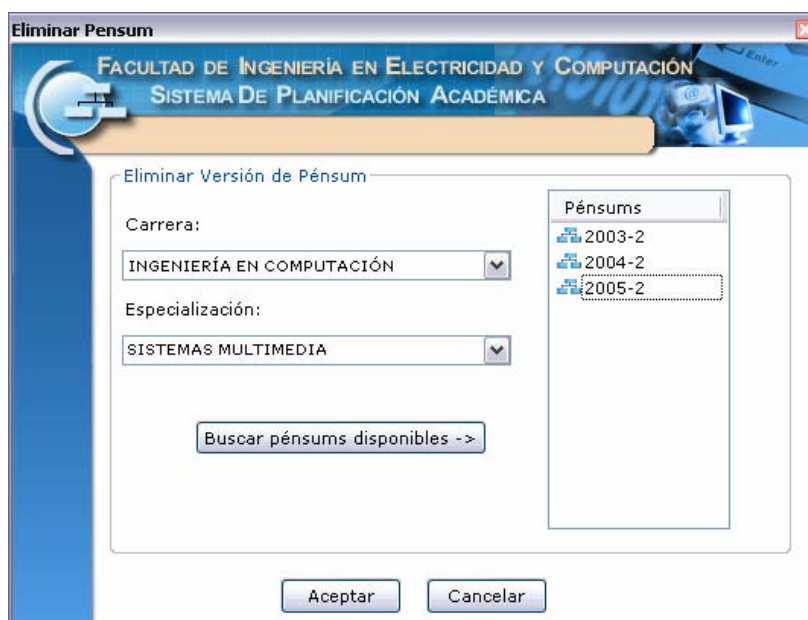 Eliminar Pensum
FACULTAD DE INGENIERÍA EN ELECTRICIDAD Y COMPUTACIÓN
SISTEMA DE PLANIFICACIÓN ACADÉMICA
Enter
@
Eliminar Versión de Pénsum
Carrera:
INGENIERÍA EN COMPUTACIÓN
Especialización:
SISTEMAS MULTIMEDIA
Buscar pénsums disponibles ->
Pénsums
2003-2
2004-2
2005-2
Aceptar
Cancelar